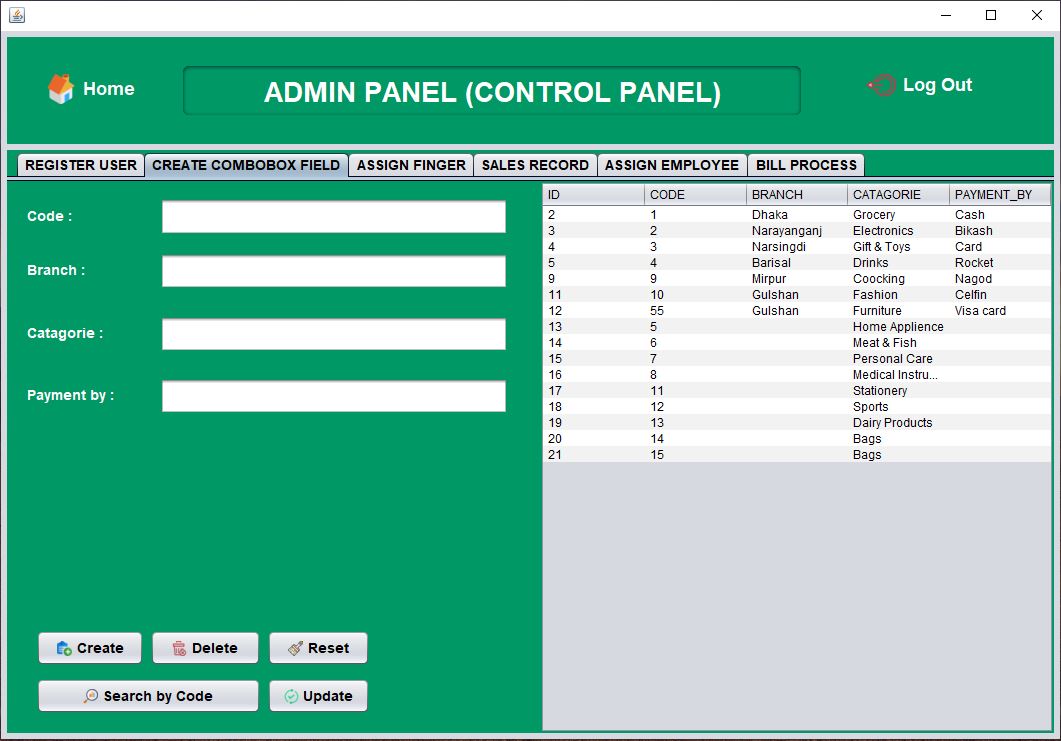 Home
ADMIN PANEL (CONTROL PANEL)
Log Out
REGISTER USER CREATE COMBOBOX FIELD ASSIGN FINGER SALES RECORD ASSIGN EMPLOYEE BILL PROCESS
Code :
Branch :
Catagorie :
Payment by :
Create Delete Reset
Search by Code Update
ID CODE BRANCH CATAGORIE PAYMENT_BY
2 1 Dhaka Grocery Cash
3 2 Narayanganj Electronics Bikash
4 3 Narsingdi Gift & Toys Card
5 4 Barisal Drinks Rocket
9 9 Mirpur Coocking Nagod
11 10 Gulshan Fashion Celfin
12 55 Gulshan Furniture Visa card
13 5 Home Applience
14 6 Meat & Fish
15 7 Personal Care
16 8 Medical Instru...
17 11 Stationery
18 12 Sports
19 13 Dairy Products
20 14 Bags
21 15 Bags